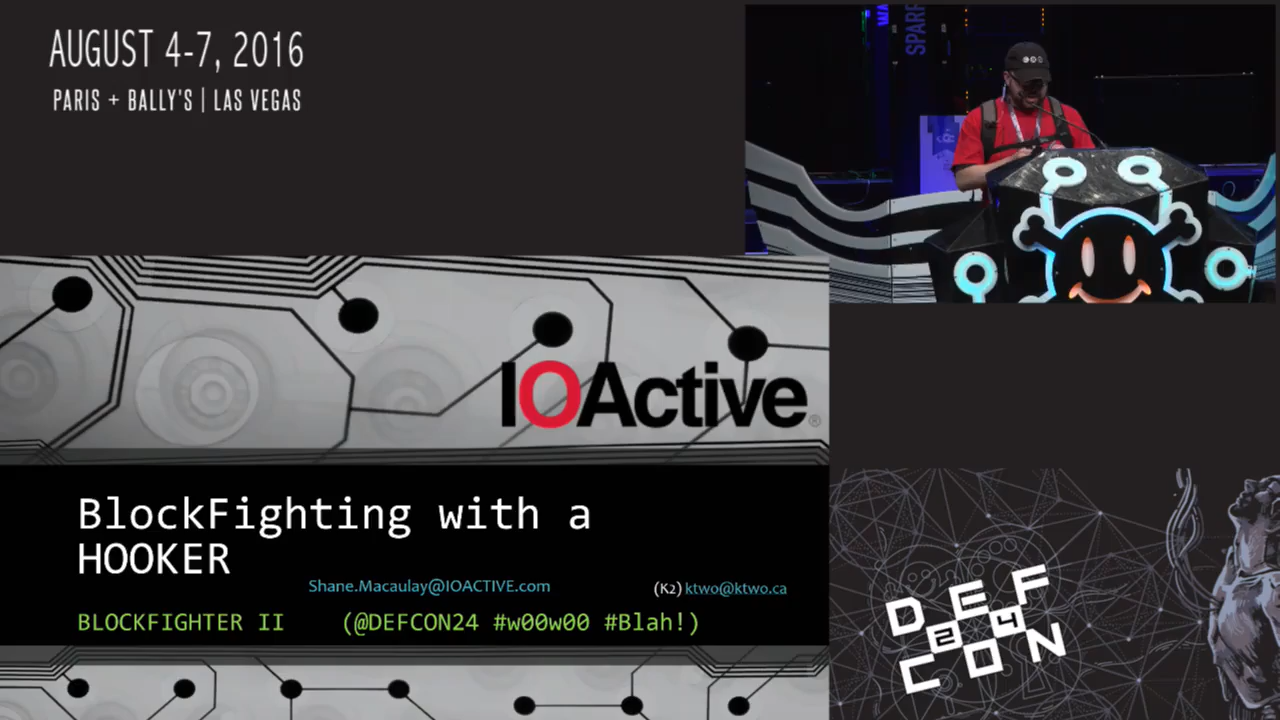 AUGUST 4-7, 2016
PARIS + BALLY'S | LAS VEGAS
SPARR
IOActive®
BlockFighting with a
HOOKER
Shane.Macaulay@IOACTIVE.com (K2) ktwo@ktwo.ca
BLOCKFIGHTER II (@DEFCON24 #w00w00 #Blah!)
DEF
24
CON